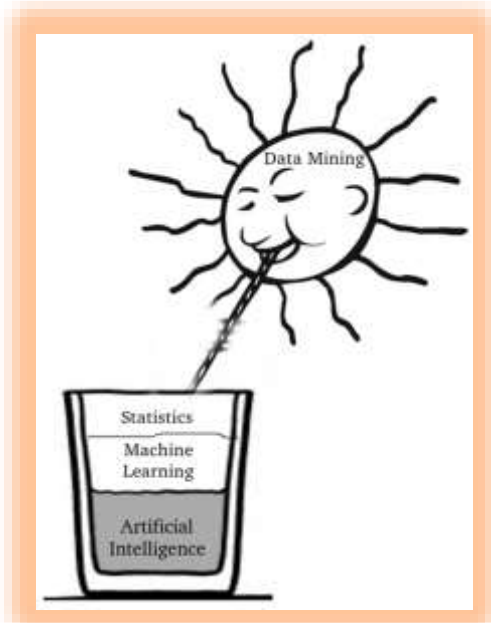 Data Mining
Statistics
Machine
Learning
Artificial
Intelligence